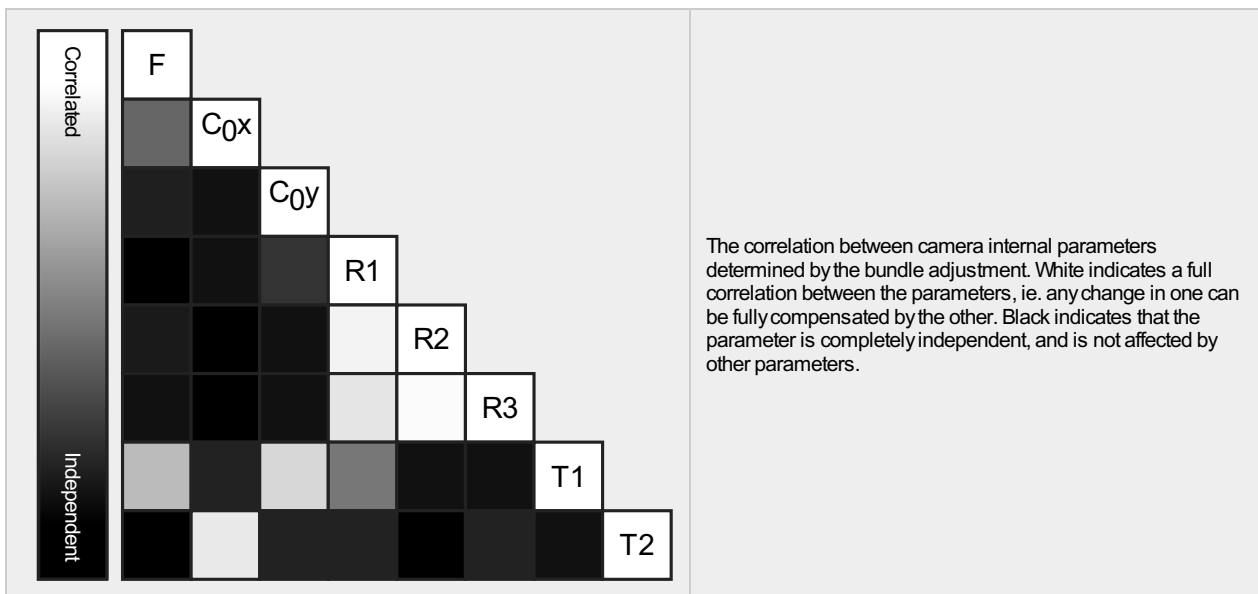 Correlated
Independent
F
C0x
C0y
R1
R2
R3
T1
T2
The correlation between camera internal parameters
determined by the bundle adjustment. White indicates a full
correlation between the parameters, ie. any change in one can
be fully compensated by the other. Black indicates that the
parameter is completely independent, and is not affected by
other parameters.